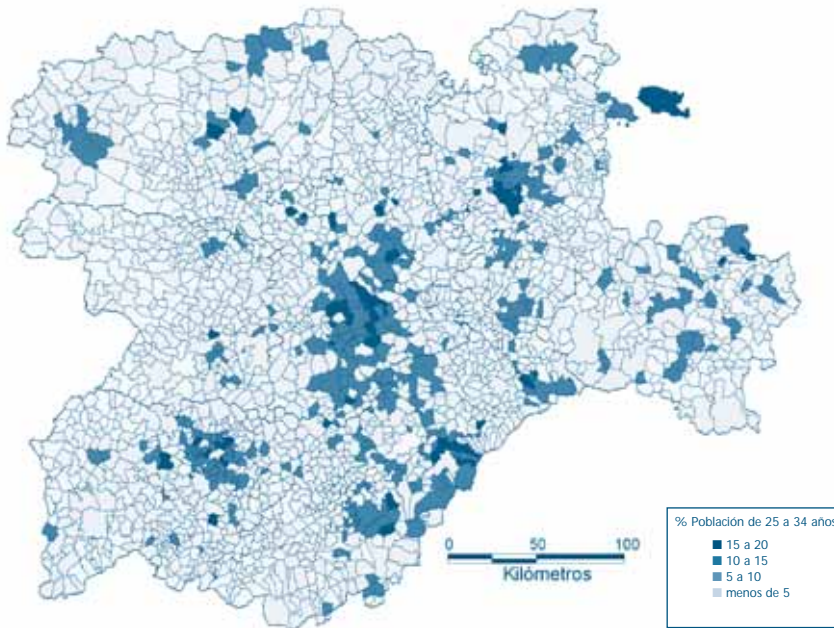 0 50 100
Kilómetros
% Población de 25 a 34 años
15 a 20
10 a 15
5 a 10
menos de 5